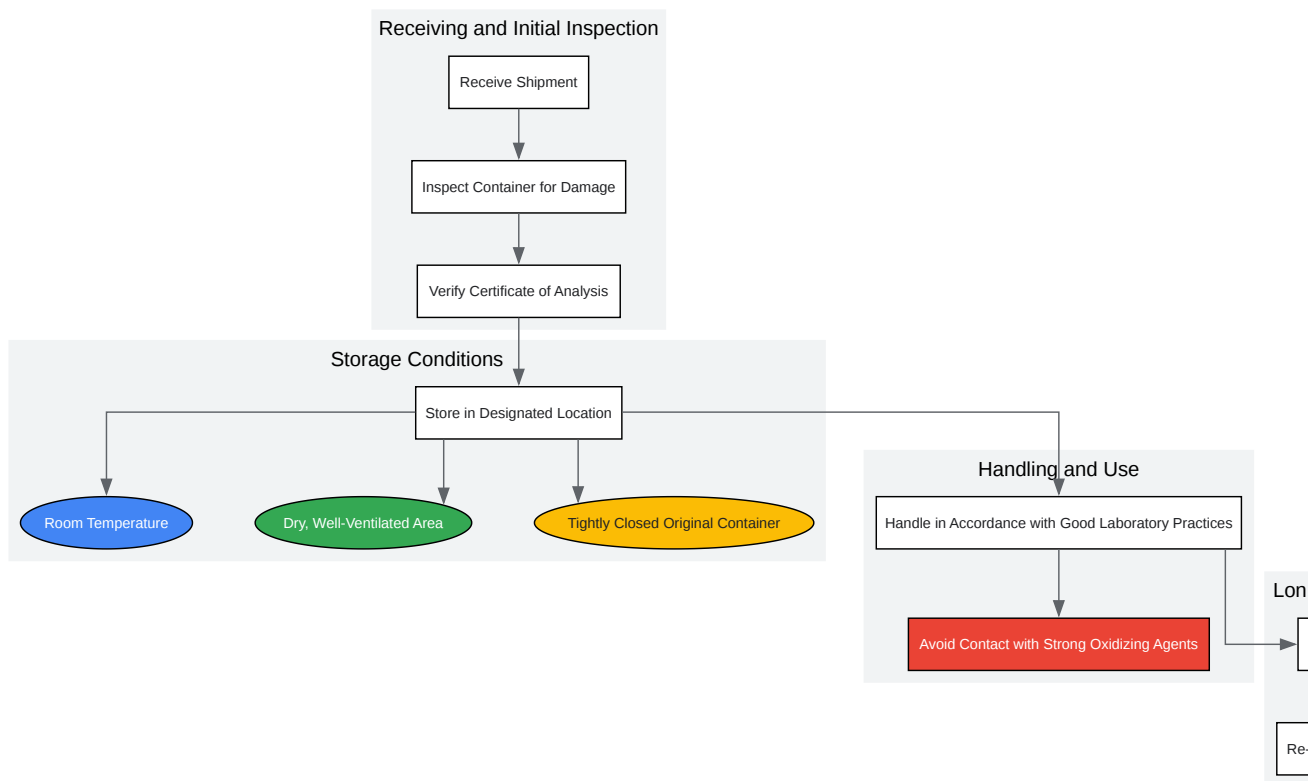 Receiving and Initial Inspection
Receive Shipment
Inspect Container for Damage
Verify Certificate of Analysis
Storage Conditions
Store in Designated Location
Room Temperature
Dry, Well-Ventilated Area
Tightly Closed Original Container
Handling and Use
Handle in Accordance with Good Laboratory Practices
Avoid Contact with Strong Oxidizing Agents
Lon
Re-